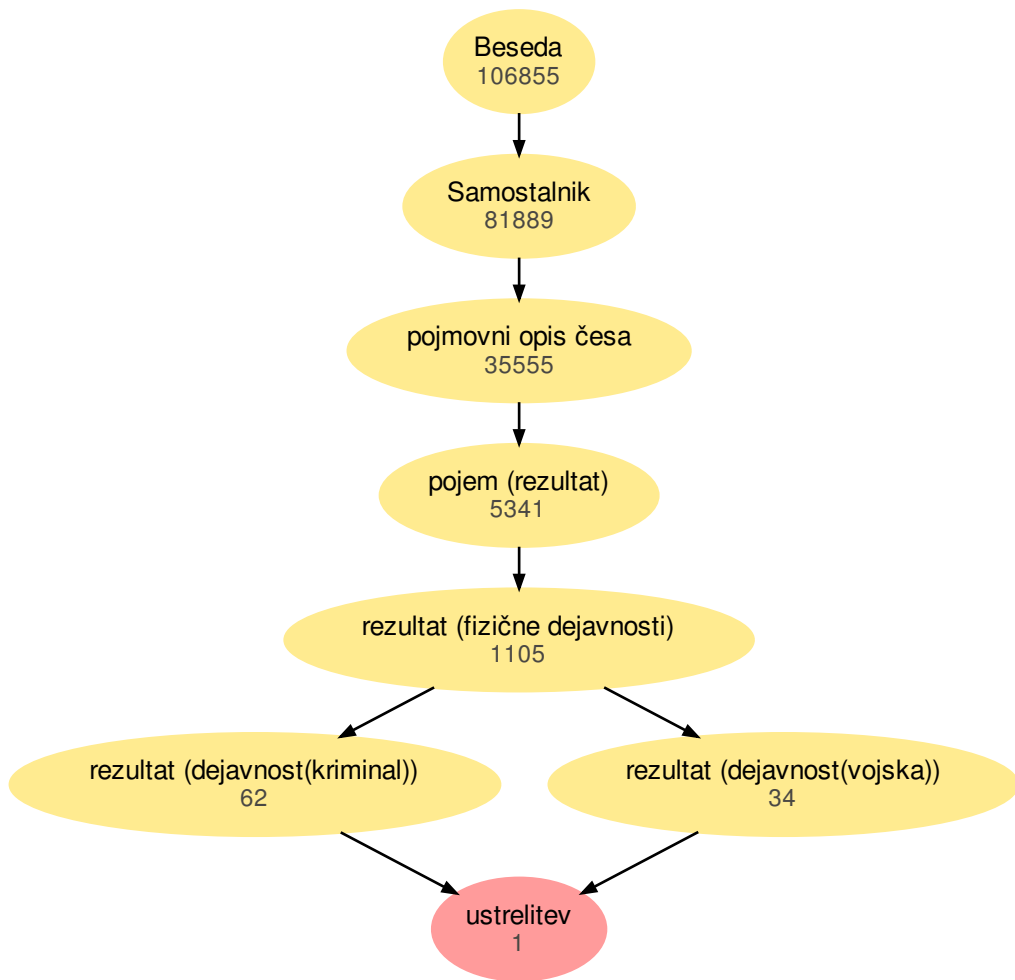 Beseda
106855
Samostalnik
81889
pojmovni opis česa
35555
pojem (rezultat)
5341
rezultat (fizične dejavnosti)
1105
rezultat (dejavnost(kriminal))
62
rezultat (dejavnost(vojska))
34
ustrelitev
1